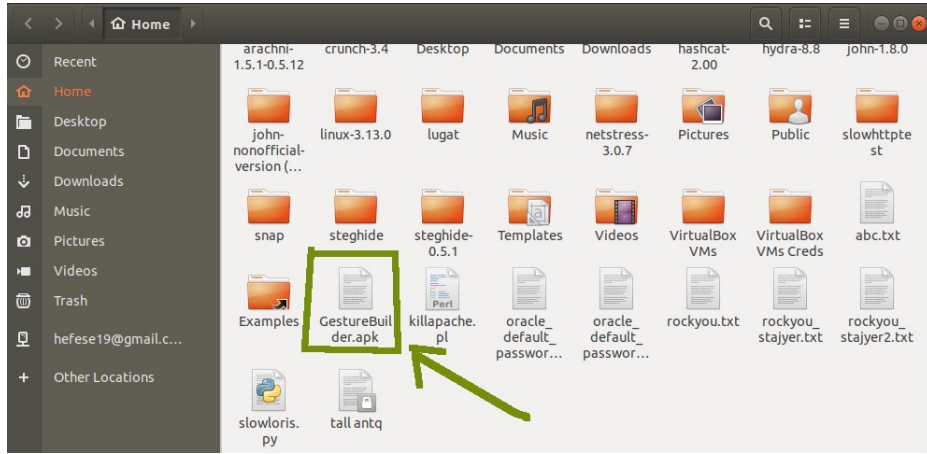 Home
Recent
Home
Desktop
Documents
Downloads
Music
Pictures
Videos
Trash
hefese19@gmail.c...
Other Locations
arachni- crunch-3.4 Desktop Documents Downloads hashcat- hydra-8.8 john-1.8.0
1.5.1-0.5.12 2.00
john- linux-3.13.0 lugat Music netstress- Pictures Public slowhttpte
nonofficial- 3.0.7 st
version (...
snap steghide steghide- Templates Videos VirtualBox VirtualBox abc.txt
0.5.1 VMs VMs Creds
Perl
Examples GestureBuil killapache. oracle_ oracle_ rockyou.txt rockyou_ rockyou_
der.apk pl default_ default_ stajyer.txt stajyer2.txt
passwor... passwor...
slowloris. tall antq
py